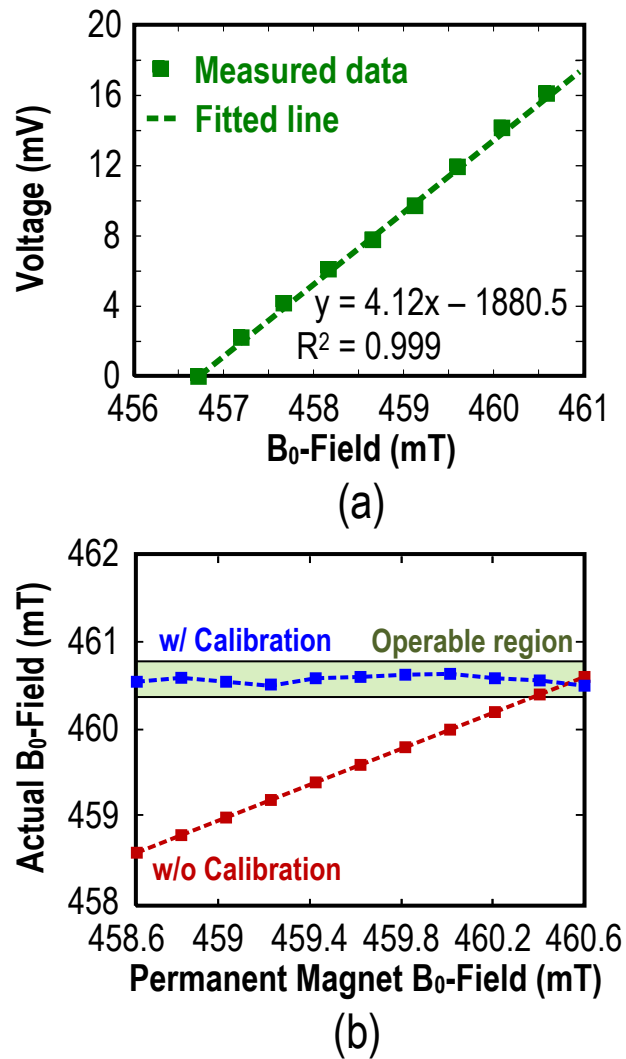 20
16
12
8
4
0
Voltage (mV)
Measured data
Fitted line
y = 4.12x – 1880.5
R² = 0.999
456 457 458 459 460 461
B₀-Field (mT)
(a)
462
461
460
459
458
Actual B₀-Field (mT)
w/ Calibration Operable region
w/o Calibration
458.6 459 459.4 459.8 460.2 460.6
Permanent Magnet B₀-Field (mT)
(b)